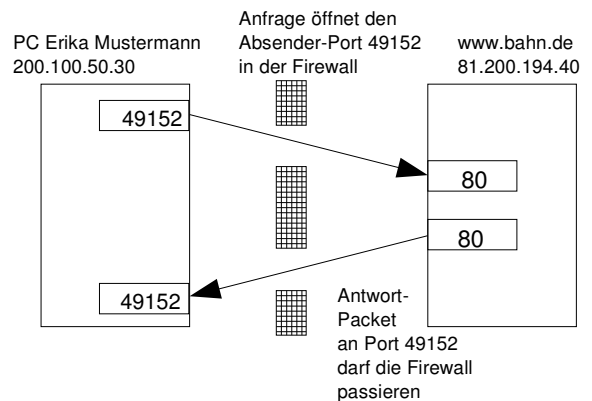 Anfrage öffnet den
Absender-Port 49152
in der Firewall
PC Erika Mustermann
200.100.50.30
www.bahn.de
81.200.194.40
49152
80
80
49152
Antwort-
Packet
an Port 49152
darf die Firewall
passieren